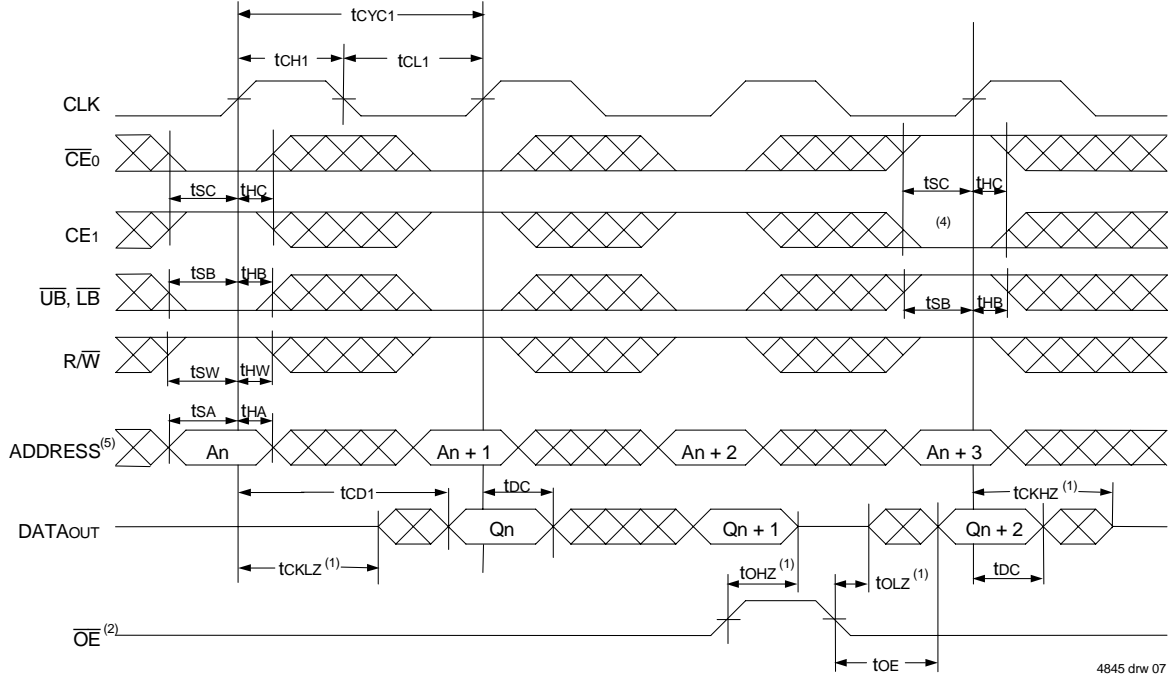 tCYC1
tCH1 tCL1
CLK
CE0
tSC tHC tSC tHC
CE1 (4)
tSB tHB
UB, LB
tSB tHB
R/W
tSW tHW
tSA tHA
ADDRESS(5) An An + 1 An + 2 An + 3
tCD1 tDC tCKHZ (1)
DATAOUT Qn Qn + 1 Qn + 2
tCKLZ (1) tOHZ (1) tOLZ (1) tDC
OE (2)
tOE
4845 drw 07